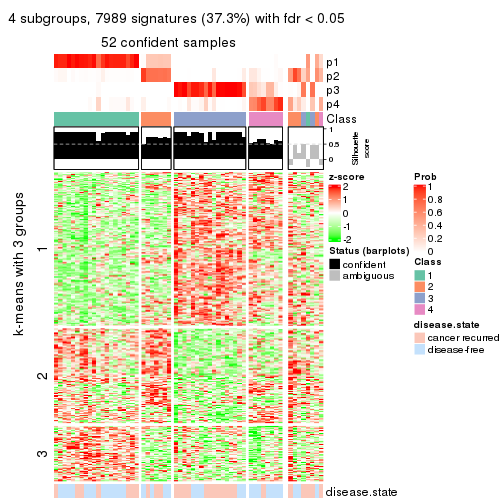 4 subgroups, 7989 signatures (37.3%) with fdr < 0.05
52 confident samples
p1
p2
p3
p4
Class
1
0.5
0
Silhouette
score
k-means with 3 groups
1
2
3
disease.state
z-score
2
1
0
-1
-2
Status (barplots)
confident
ambiguous
Prob
1
0.8
0.6
0.4
0.2
0
Class
1
2
3
4
disease.state
cancer recurred
disease-free